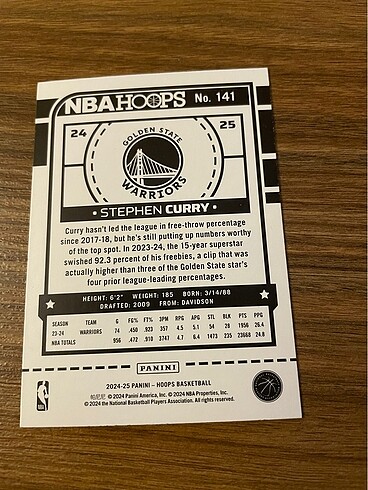 NBA HOOPS No. 141
24 25
GOLDEN STATE
WARRIORS
• STEPHEN CURRY •
Curry hasn't led the league in free-throw percentage
since 2017-18, but he's still putting up numbers worthy
of the top spot. In 2023-24, the 15-year superstar
swished 92.3 percent of his freebies, a clip that was
actually higher than three of the Golden State star's
four prior league-leading percentages.
HEIGHT: 6'2" WEIGHT: 185 BORN: 3/14/88
DRAFTED: 2009 FROM: DAVIDSON
SEASON TEAM G FG% FT% 3PM RPG APG STL BLK PTS PPG
23-24 WARRIORS 74 .450 .923 357 4.5 5.1 54 28 1956 26.4
NBA TOTALS 956 .472 .910 3747 4.7 6.4 1473 235 23668 24.8
PANINI
2024-25 PANINI – HOOPS BASKETBALL
帕尼尼 © 2024 Panini America, Inc. © 2024 NBA Properties, Inc.
© 2024 the National Basketball Players Association. All rights reserved.